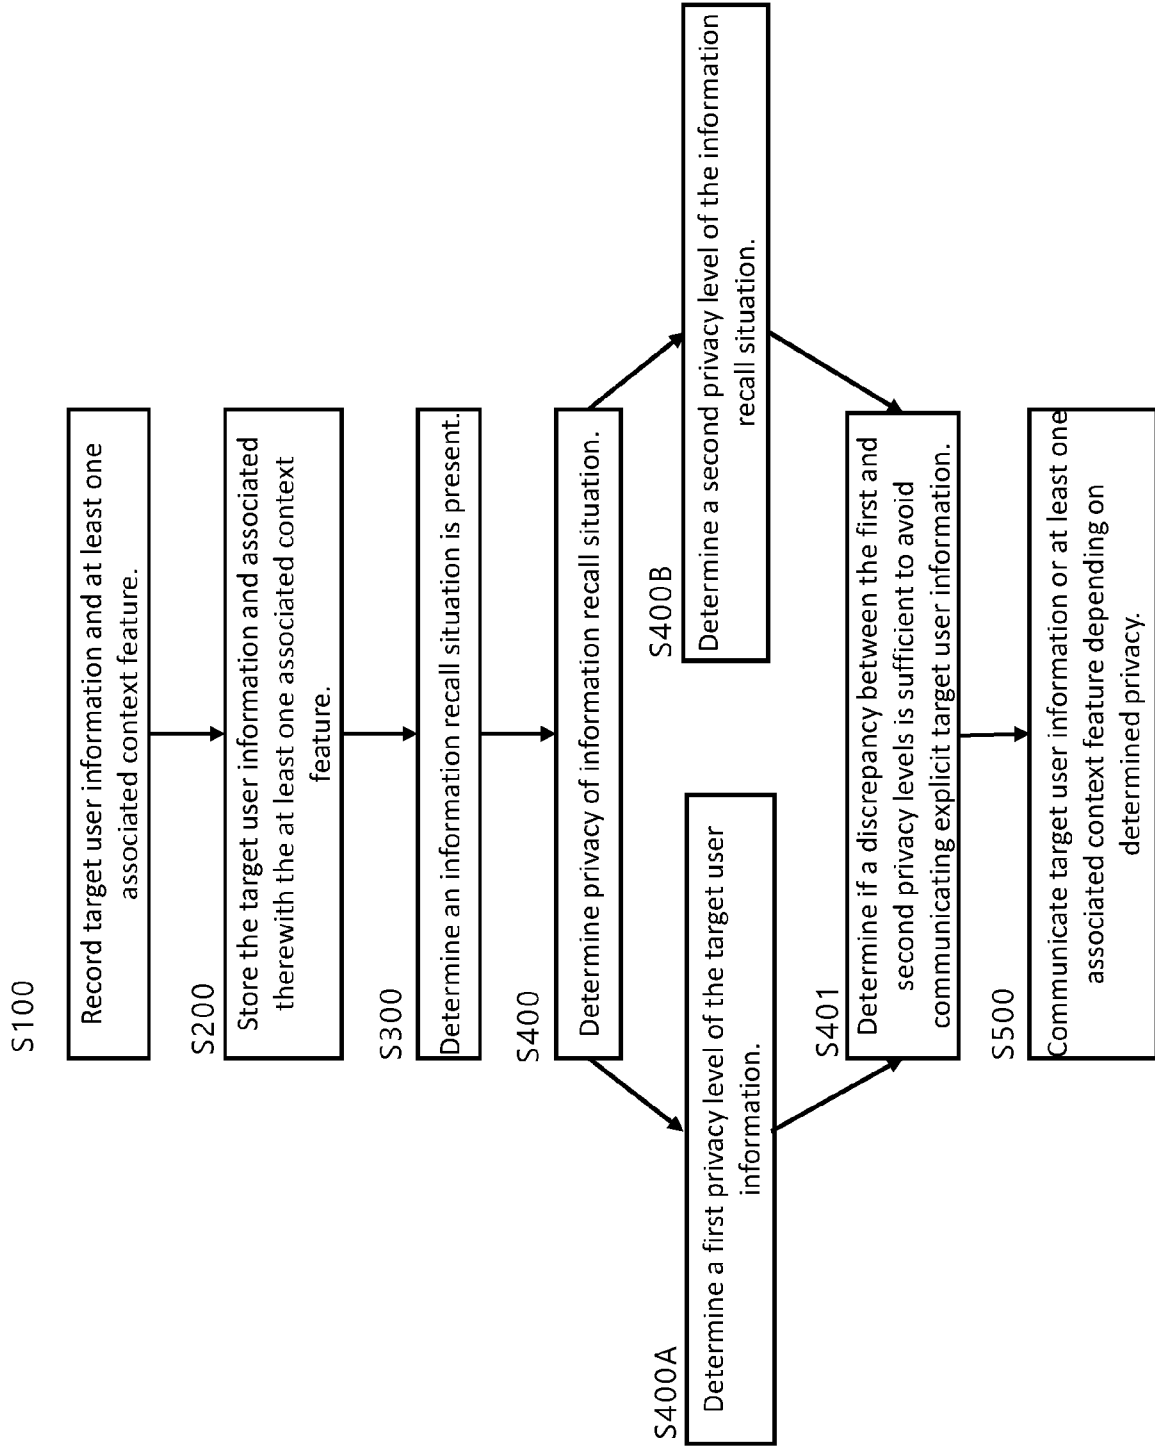 S100
Record target user information and at least one
associated context feature.
S200
Store the target user information and associated
therewith the at least one associated context
feature.
S300
Determine an information recall situation is present.
S400
Determine privacy of information recall situation.
S400A
Determine a first privacy level of the target user
information.
S400B
Determine a second privacy level of the information
recall situation.
S401
Determine if a discrepancy between the first and
second privacy levels is sufficient to avoid
communicating explicit target user information.
S500
Communicate target user information or at least one
associated context feature depending on
determined privacy.